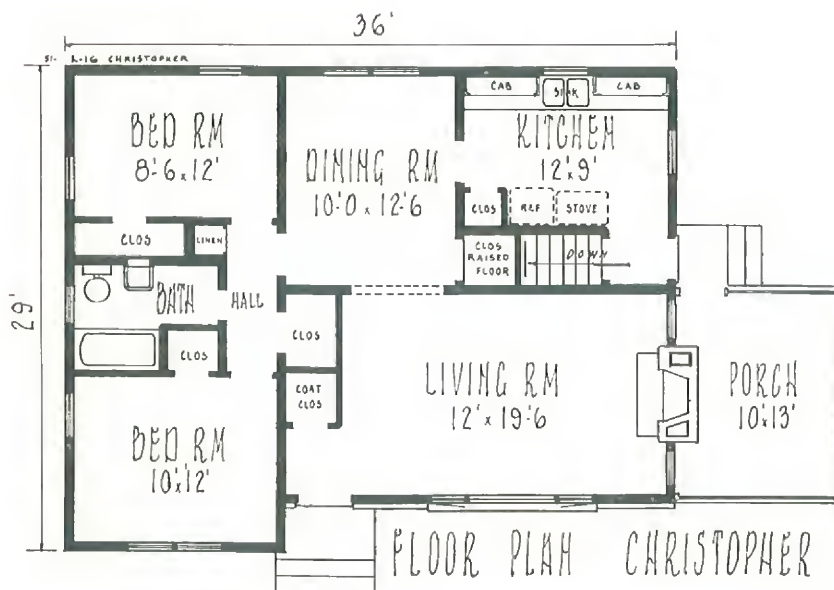 36'
L-16 CHRISTOPHER
BED RM
8'-6 x 12'
DINING RM
10'-0 x 12'-6
CAB
SINK
CAB
KITCHEN
12' x 9'
CLOS
REF
STOVE
CLOS
LINEN
CLOS
RAISED
FLOOR
DOWN
29'
BATH
HALL
CLOS
CLOS
COAT
CLOS
LIVING RM
12' x 19'-6
PORCH
10' x 13'
BED RM
10' x 12'
FLOOR PLAN CHRISTOPHER